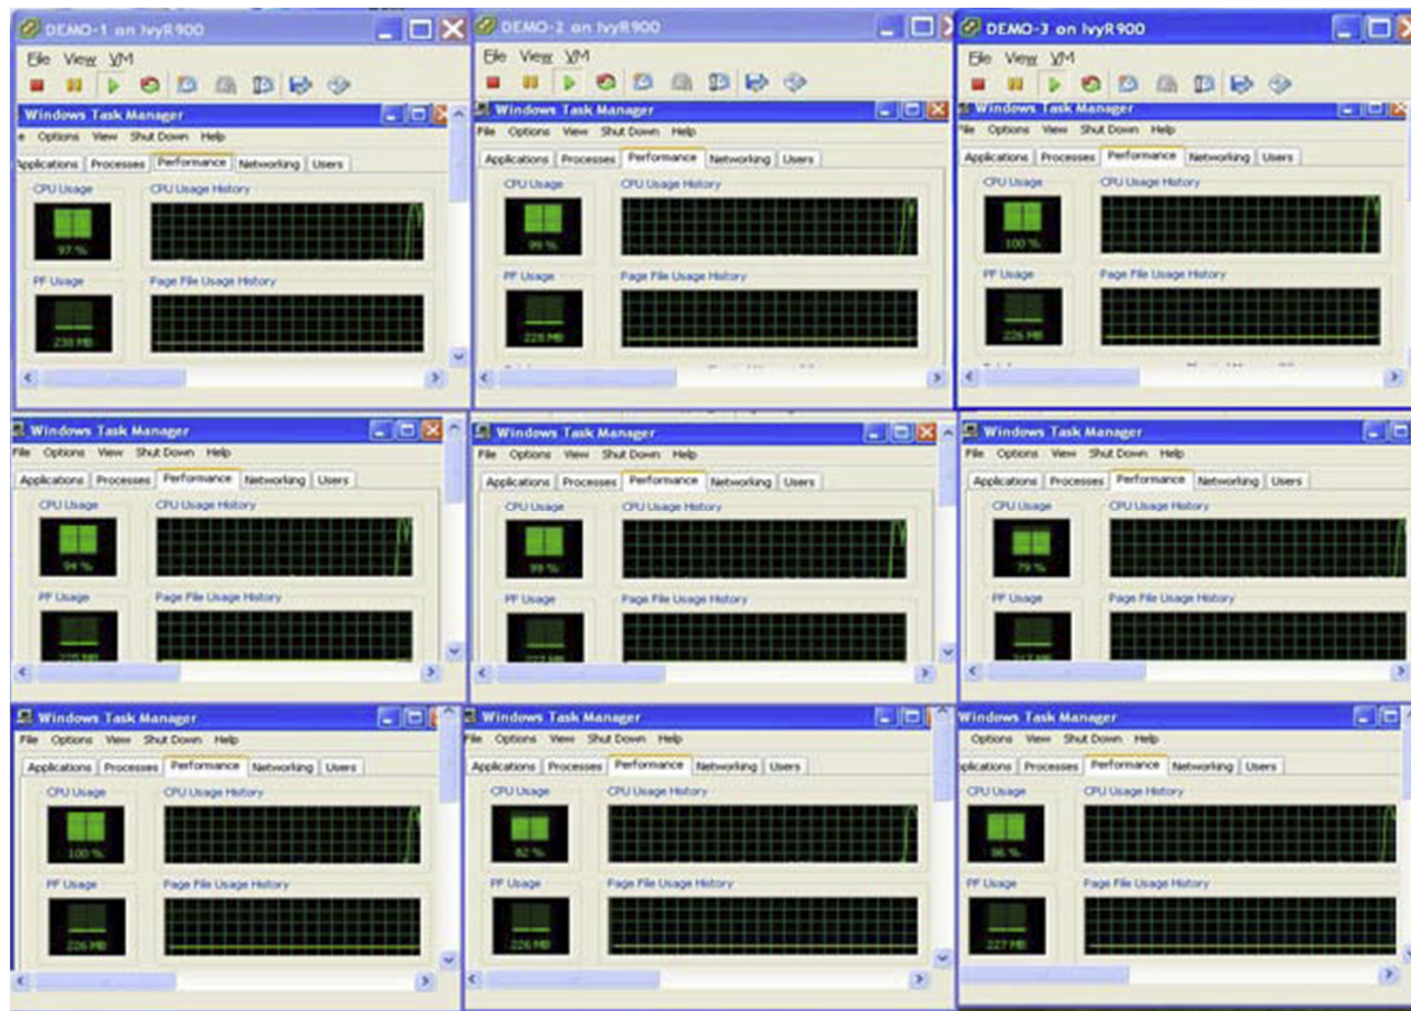 DEMO-1 on IvyR900
File View VM
Windows Task Manager
e Options View Shut Down Help
Applications Processes Performance Networking Users
CPU Usage CPU Usage History
97 %
PF Usage Page File Usage History
238 MB
DEMO-2 on IvyR900
File View VM
Windows Task Manager
File Options View Shut Down Help
Applications Processes Performance Networking Users
CPU Usage CPU Usage History
99 %
PF Usage Page File Usage History
228 MB
DEMO-3 on IvyR900
File View VM
Windows Task Manager
File Options View Shut Down Help
Applications Processes Performance Networking Users
CPU Usage CPU Usage History
100 %
PF Usage Page File Usage History
226 MB
Windows Task Manager
File Options View Shut Down Help
Applications Processes Performance Networking Users
CPU Usage CPU Usage History
94 %
PF Usage Page File Usage History
Windows Task Manager
File Options View Shut Down Help
Applications Processes Performance Networking Users
CPU Usage CPU Usage History
99 %
PF Usage Page File Usage History
Windows Task Manager
File Options View Shut Down Help
Applications Processes Performance Networking Users
CPU Usage CPU Usage History
79 %
PF Usage Page File Usage History
Windows Task Manager
File Options View Shut Down Help
Applications Processes Performance Networking Users
CPU Usage CPU Usage History
100 %
PF Usage Page File Usage History
226 MB
Windows Task Manager
File Options View Shut Down Help
Applications Processes Performance Networking Users
CPU Usage CPU Usage History
82 %
PF Usage Page File Usage History
226 MB
Windows Task Manager
Options View Shut Down Help
plications Processes Performance Networking Users
CPU Usage CPU Usage History
86 %
PF Usage Page File Usage History
227 MB